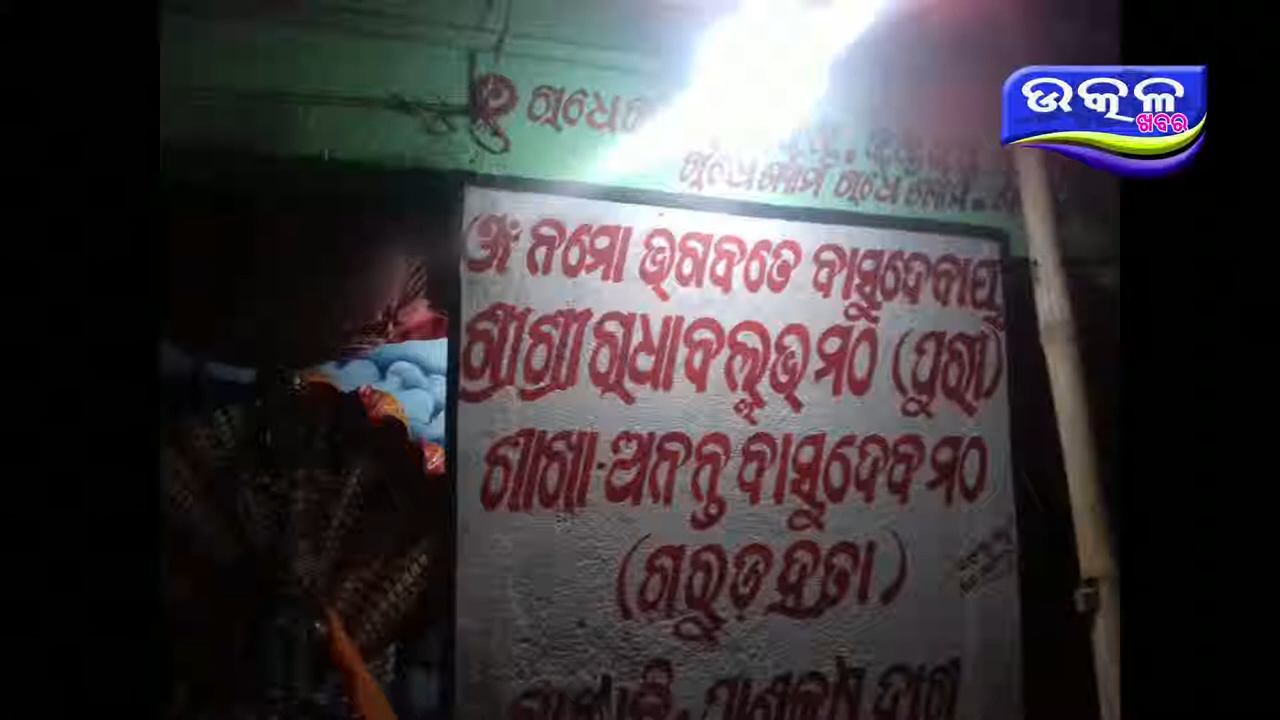 ଉତ୍କଳ
ଖବର
ରାଧେ
ଓଁ ନମୋ ଭଗବତେ ବାସୁଦେବାୟ
ଶ୍ରୀଶ୍ରୀରାଧାବଲ୍ଲଭ ମଠ (ପୁରୀ)
ଶାଖା-ଅନନ୍ତ ବାସୁଦେବ ମଠ
(ଗରୁଡ଼ହତା)
ଦାସ